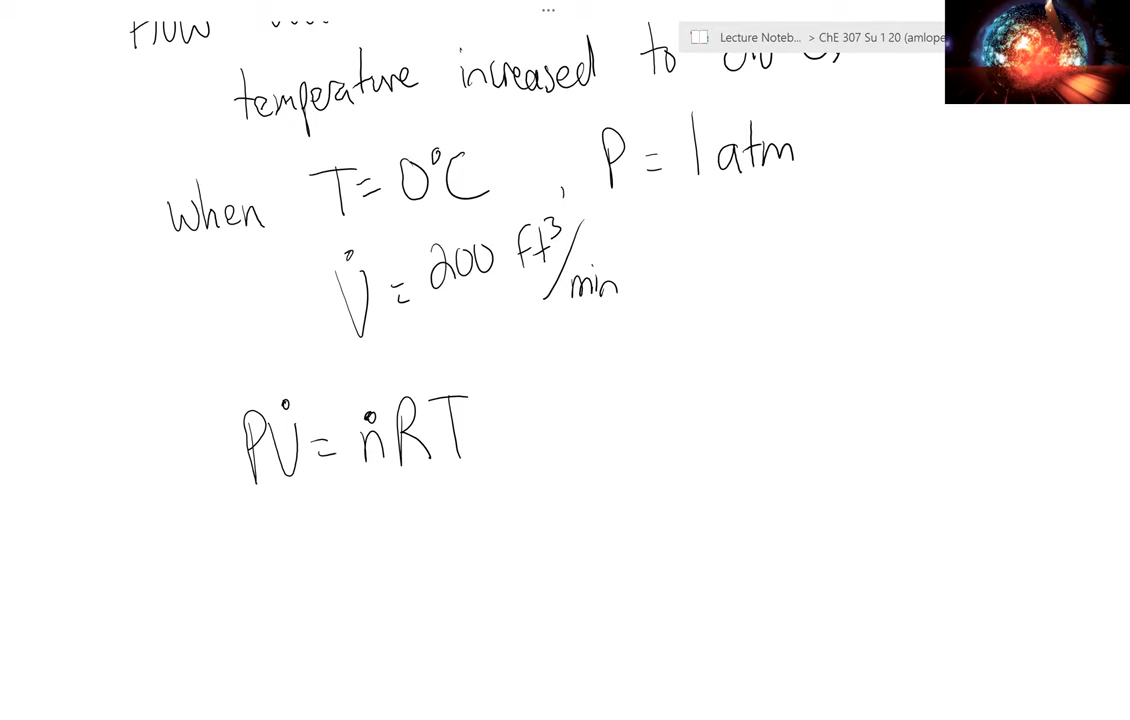 Lecture Noteb... > ChE 307 Su 1 20 (amlope
temperature increased to
when T = 0°C , P = 1 atm
V̇ = 200 ft³/min
PV̇ = ṅRT